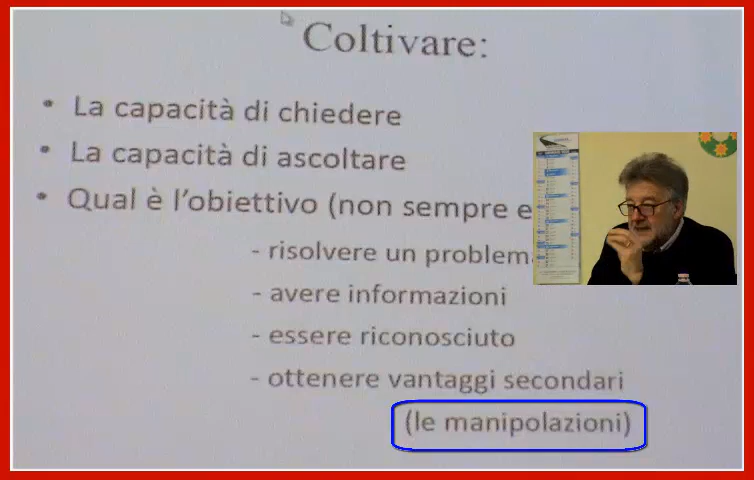 Coltivare:
• La capacità di chiedere
• La capacità di ascoltare
• Qual è l'obiettivo (non sempre e
- risolvere un problem
- avere informazioni
- essere riconosciuto
- ottenere vantaggi secondari
(le manipolazioni)